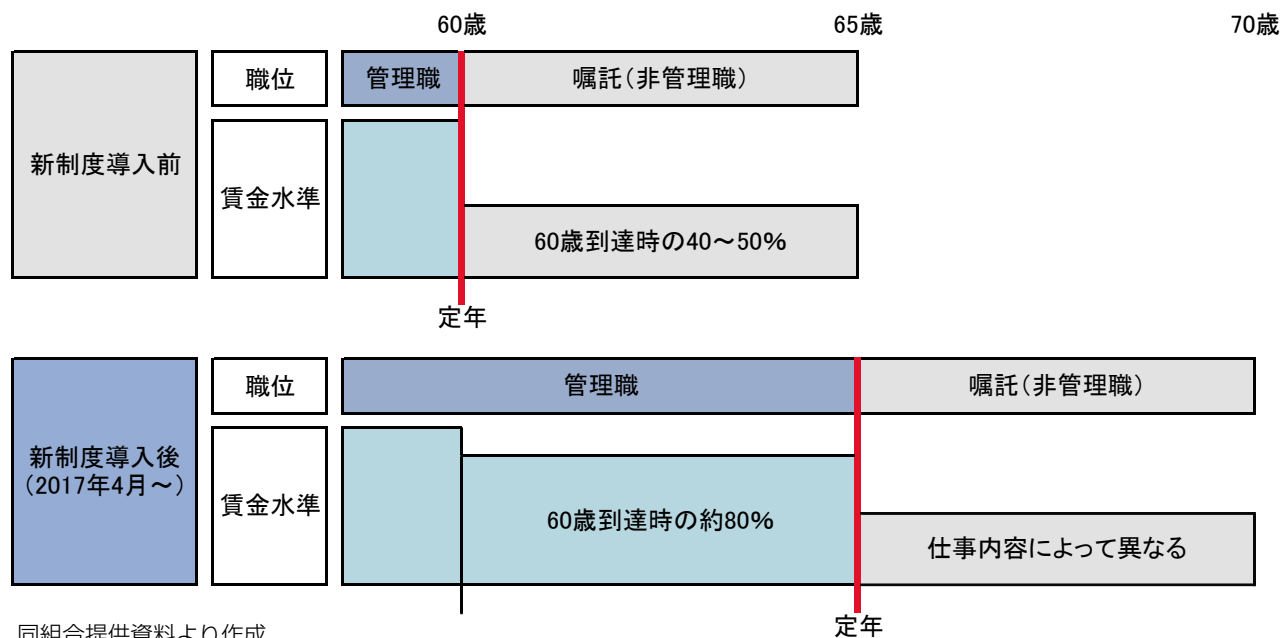 60歳
65歳
70歳
新制度導入前
職位
管理職
嘱託（非管理職）
賃金水準
60歳到達時の40～50%
定年
新制度導入後
（2017年4月～）
職位
管理職
嘱託（非管理職）
賃金水準
60歳到達時の約80%
仕事内容によって異なる
定年
同組合提供資料より作成